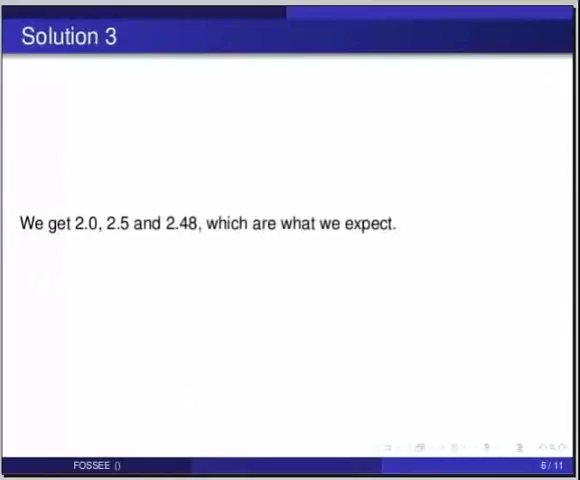 Solution 3
We get 2.0, 2.5 and 2.48, which are what we expect.
FOSSEE ()
6 / 11